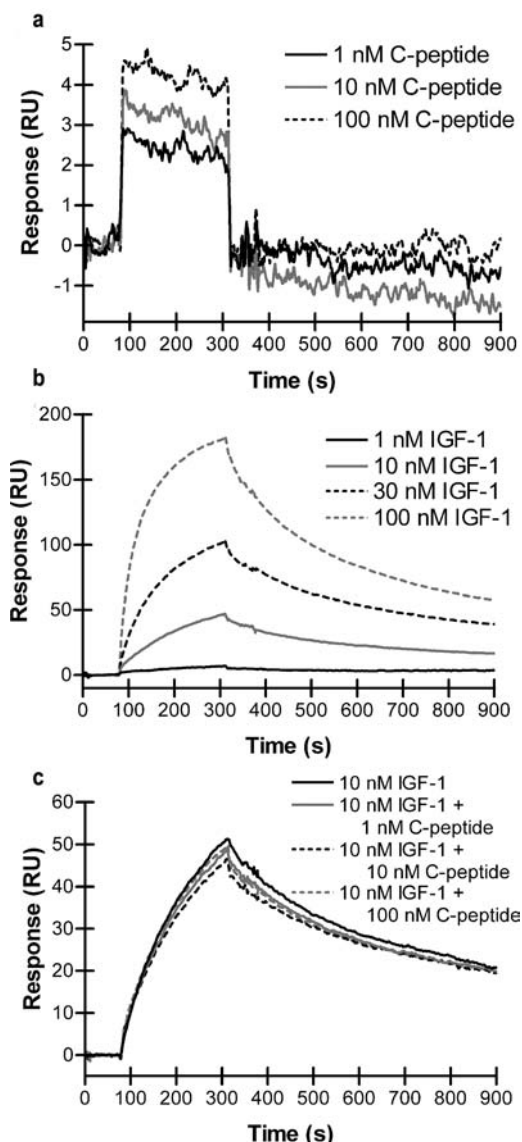 a
5
4
3
2
1
0
-1
Response (RU)
1 nM C-peptide
10 nM C-peptide
100 nM C-peptide
0 100 200 300 400 500 600 700 800 900
Time (s)
b
200
150
100
50
0
Response (RU)
1 nM IGF-1
10 nM IGF-1
30 nM IGF-1
100 nM IGF-1
0 100 200 300 400 500 600 700 800 900
Time (s)
c
60
50
40
30
20
10
0
Response (RU)
10 nM IGF-1
10 nM IGF-1 +
1 nM C-peptide
10 nM IGF-1 +
10 nM C-peptide
10 nM IGF-1 +
100 nM C-peptide
0 100 200 300 400 500 600 700 800 900
Time (s)